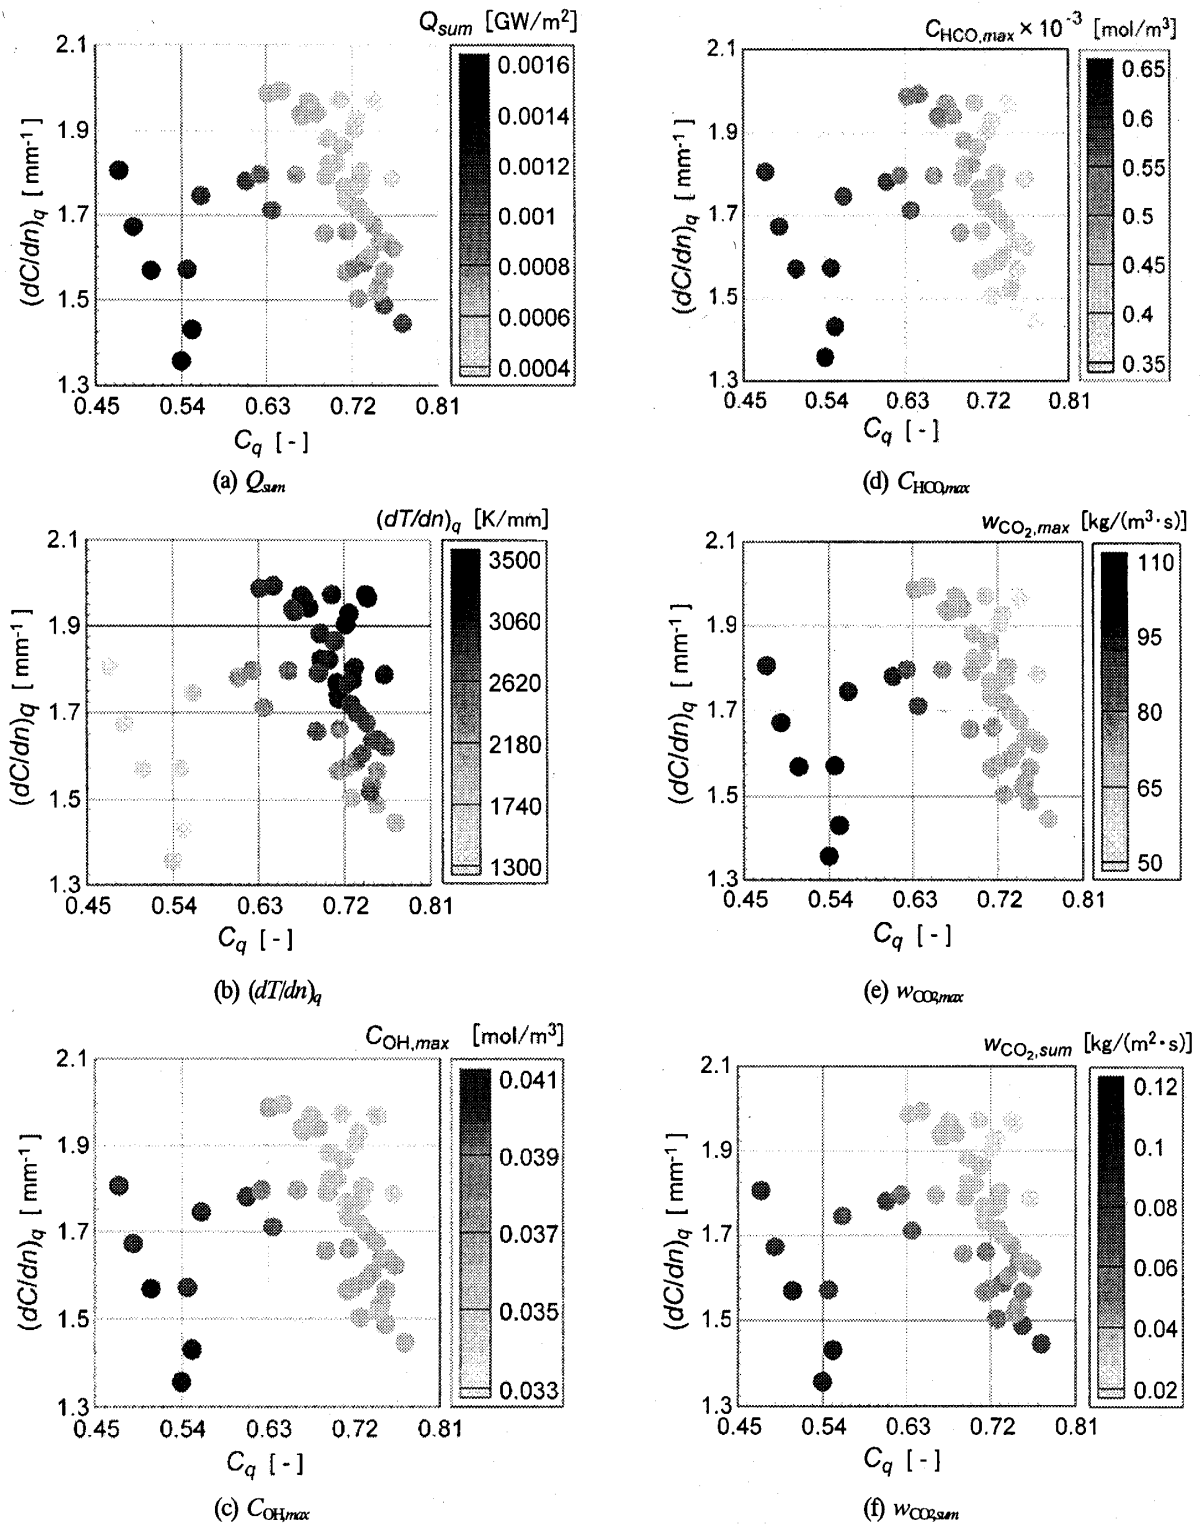 Q_sum [GW/m²]
2.1
1.9
1.7
1.5
1.3
(dC/dn)_q [mm⁻¹]
0.0016
0.0014
0.0012
0.001
0.0008
0.0006
0.0004
0.45 0.54 0.63 0.72 0.81
C_q [-]
(a) Q_sum
C_HCO,max × 10⁻³ [mol/m³]
2.1
1.9
1.7
1.5
1.3
(dC/dn)_q [mm⁻¹]
0.65
0.6
0.55
0.5
0.45
0.4
0.35
0.45 0.54 0.63 0.72 0.81
C_q [-]
(d) C_HCO,max
(dT/dn)_q [K/mm]
2.1
1.9
1.7
1.5
1.3
(dC/dn)_q [mm⁻¹]
3500
3060
2620
2180
1740
1300
0.45 0.54 0.63 0.72 0.81
C_q [-]
(b) (dT/dn)_q
w_CO₂,max [kg/(m³·s)]
2.1
1.9
1.7
1.5
1.3
(dC/dn)_q [mm⁻¹]
110
95
80
65
50
0.45 0.54 0.63 0.72 0.81
C_q [-]
(e) w_CO2,max
C_OH,max [mol/m³]
2.1
1.9
1.7
1.5
1.3
(dC/dn)_q [mm⁻¹]
0.041
0.039
0.037
0.035
0.033
0.45 0.54 0.63 0.72 0.81
C_q [-]
(c) C_OH,max
w_CO₂,sum [kg/(m²·s)]
2.1
1.9
1.7
1.5
1.3
(dC/dn)_q [mm⁻¹]
0.12
0.1
0.08
0.06
0.04
0.02
0.45 0.54 0.63 0.72 0.81
C_q [-]
(f) w_CO2,sum